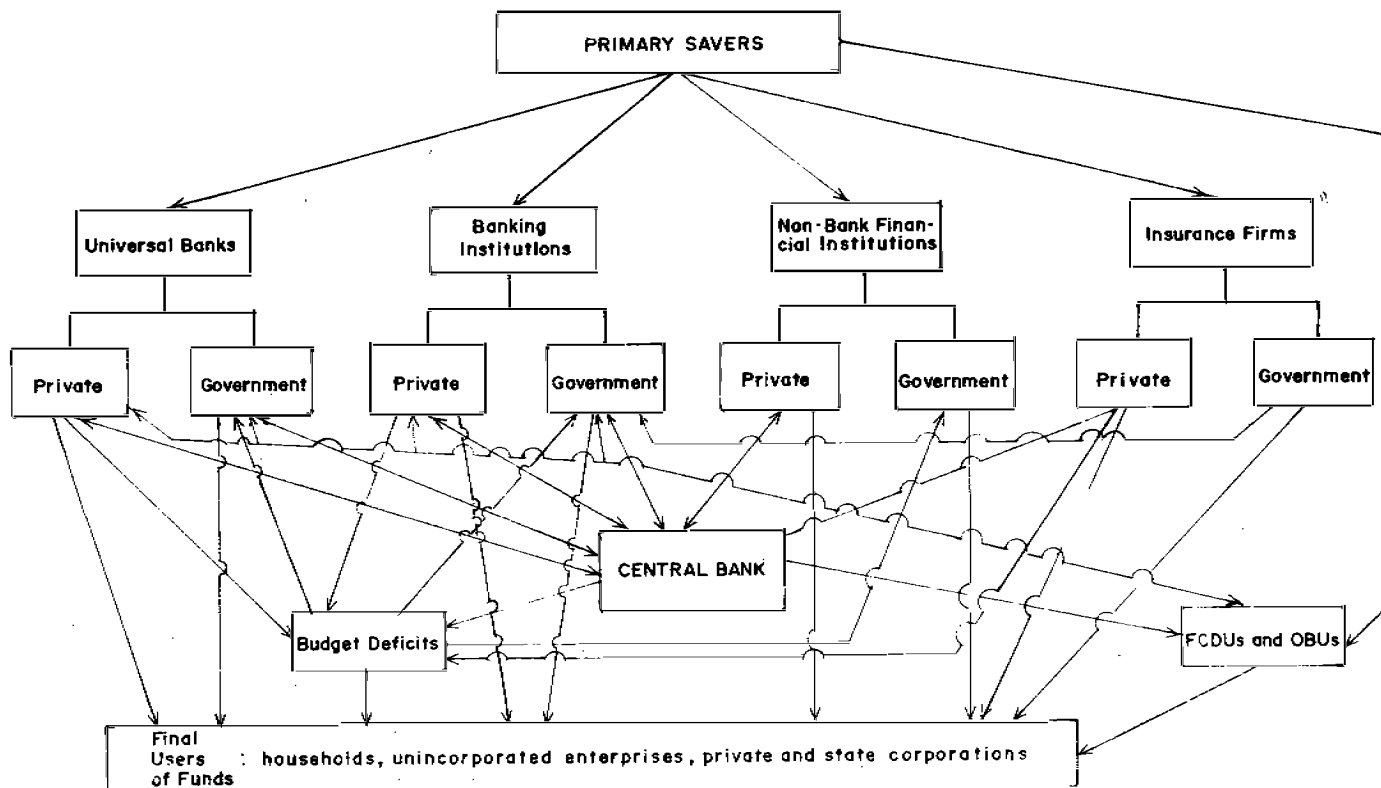 PRIMARY SAVERS
Universal Banks
Banking
Institutions
Non-Bank Finan-
cial Institutions
Insurance Firms
Private
Government
Private
Government
Private
Government
Private
Government
CENTRAL BANK
Budget Deficits
FCDUs and OBUs
Final
Users : households, unincorporated enterprises, private and state corporations
of Funds